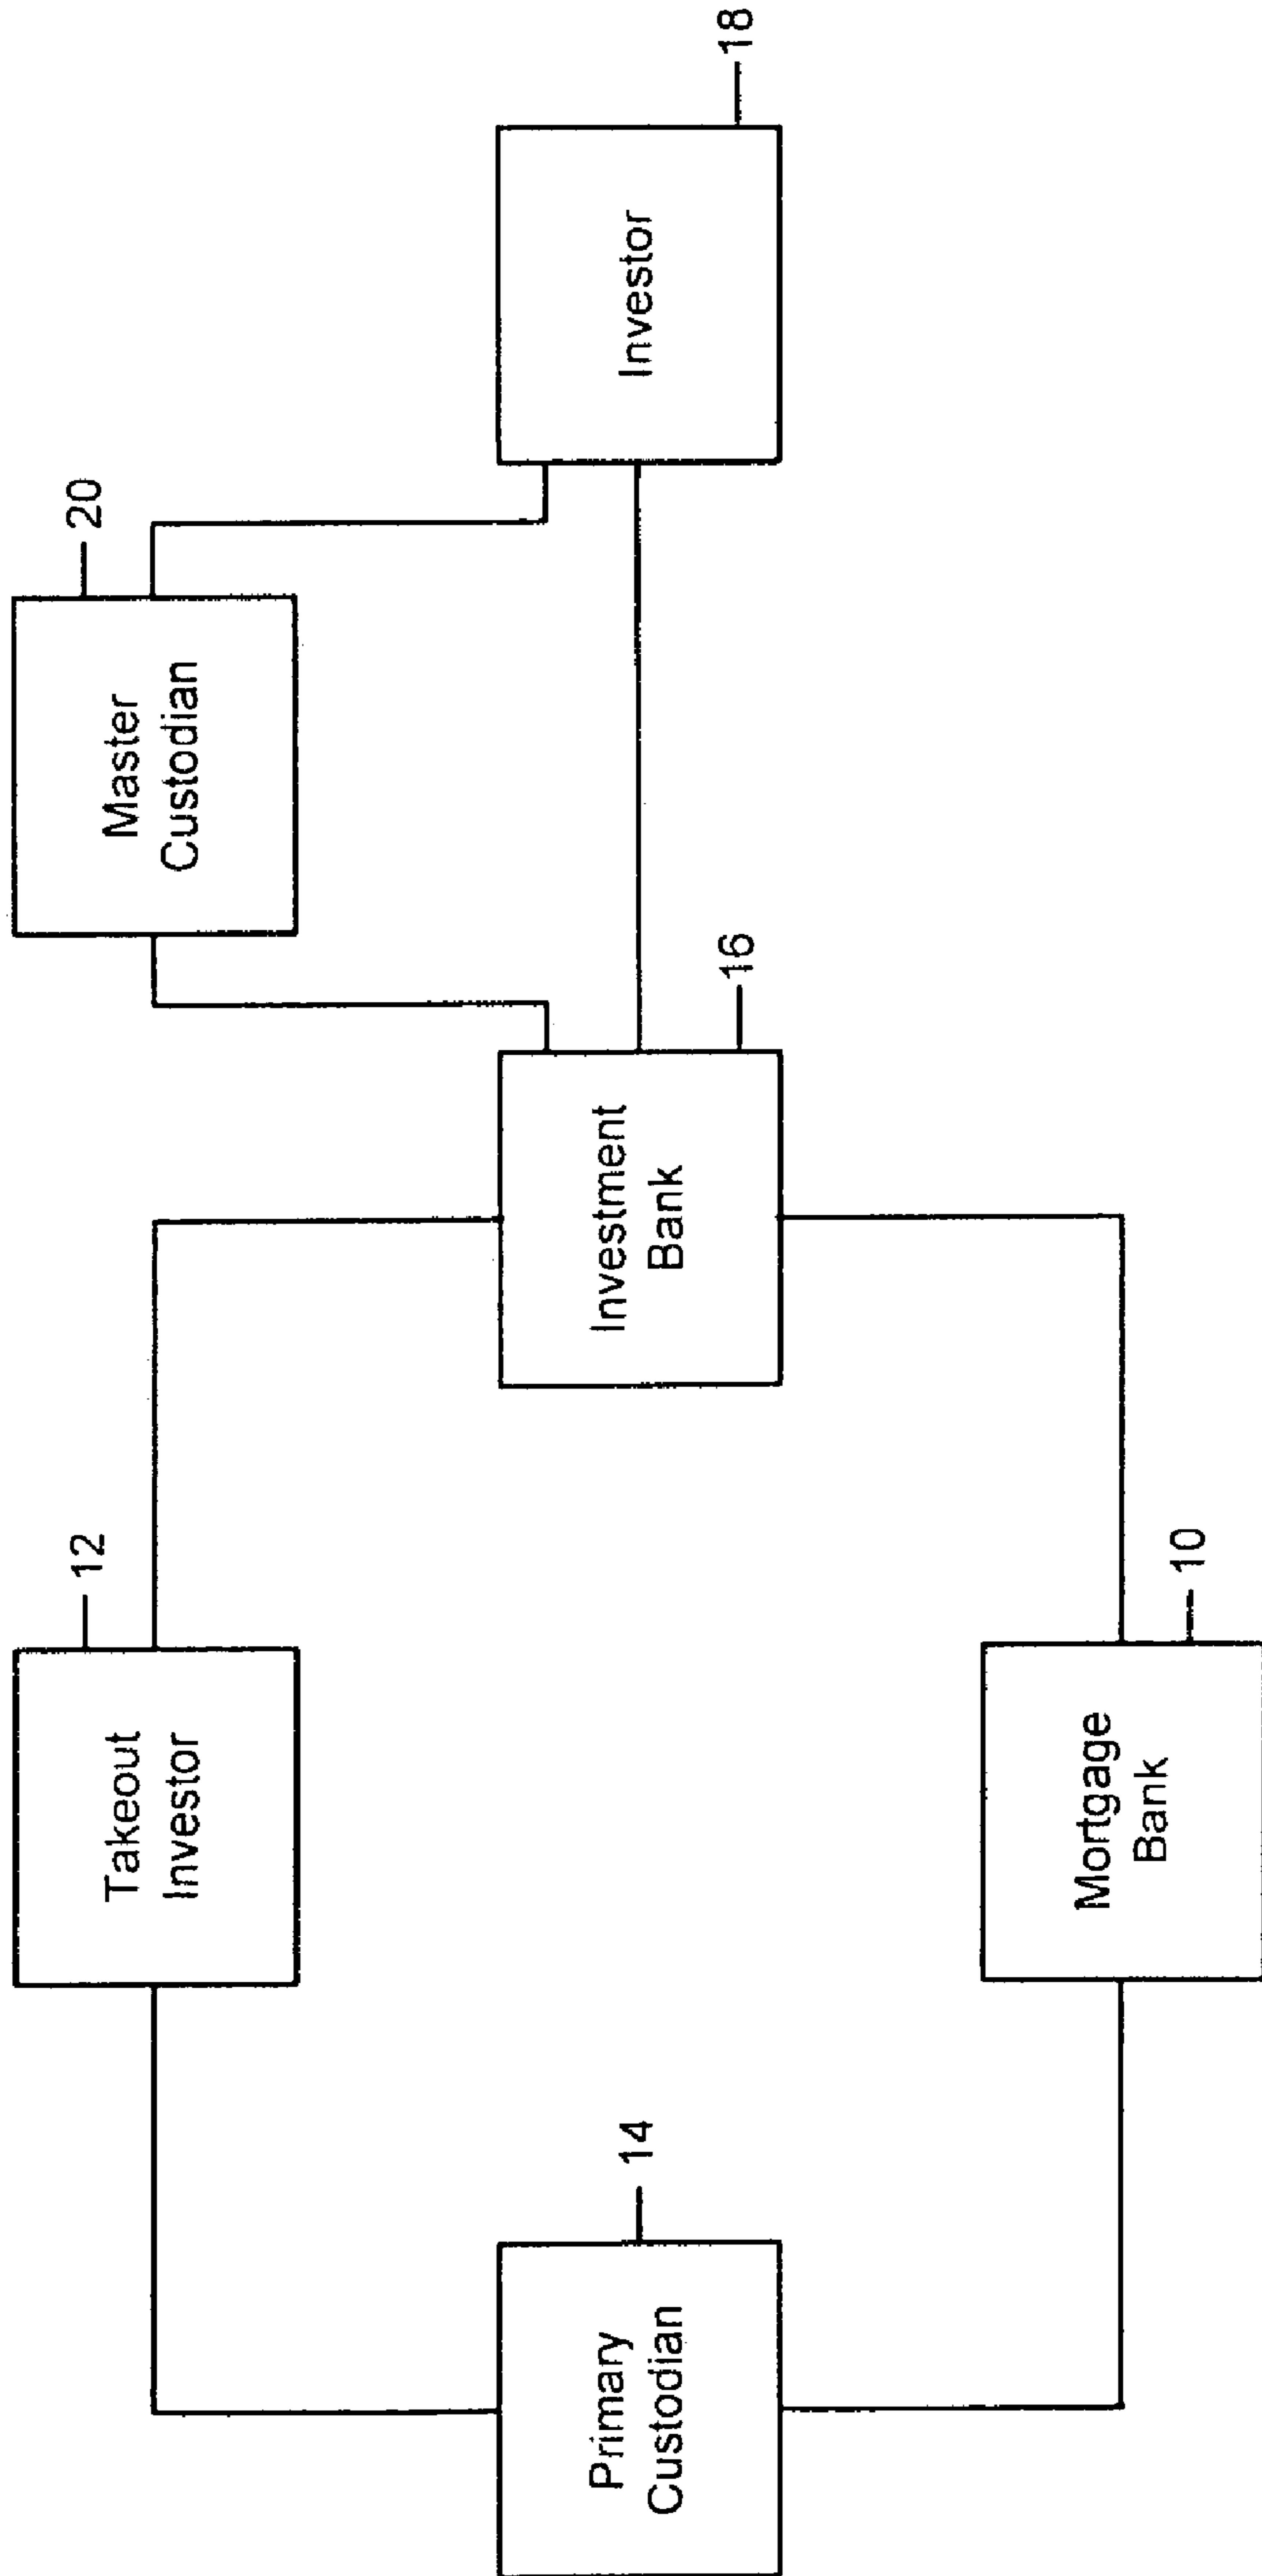 Takeout
Investor
12
Master
Custodian
20
Primary
Custodian
14
Investment
Bank
16
Investor
18
Mortgage
Bank
10